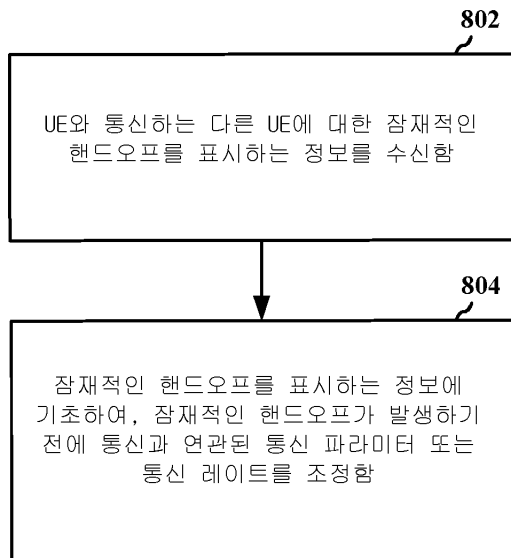 802
UE와 통신하는 다른 UE에 대한 잠재적인
핸드오프를 표시하는 정보를 수신함
804
잠재적인 핸드오프를 표시하는 정보에
기초하여, 잠재적인 핸드오프가 발생하기
전에 통신과 연관된 통신 파라미터 또는
통신 레이트를 조정함